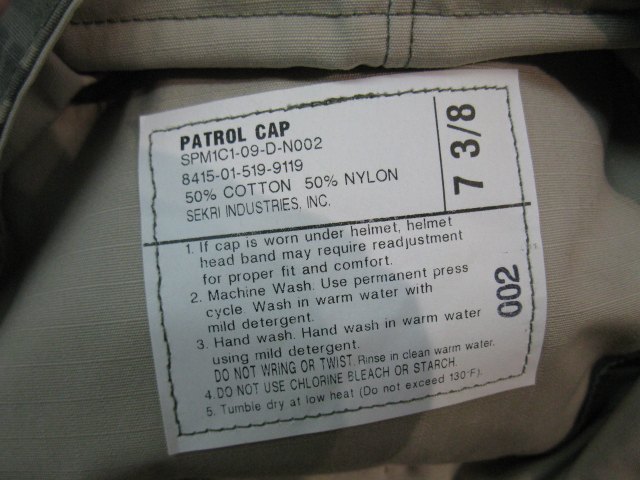 PATROL CAP
SPM1C1-09-D-N002
8415-01-519-9119
50% COTTON 50% NYLON
SEKRI INDUSTRIES, INC.
7 3/8
1. If cap is worn under helmet, helmet
head band may require readjustment
for proper fit and comfort.
2. Machine Wash. Use permanent press
cycle. Wash in warm water with
mild detergent.
3. Hand wash. Hand wash in warm water
using mild detergent.
DO NOT WRING OR TWIST. Rinse in clean warm water.
4. DO NOT USE CHLORINE BLEACH OR STARCH.
5. Tumble dry at low heat (Do not exceed 130°F).
002